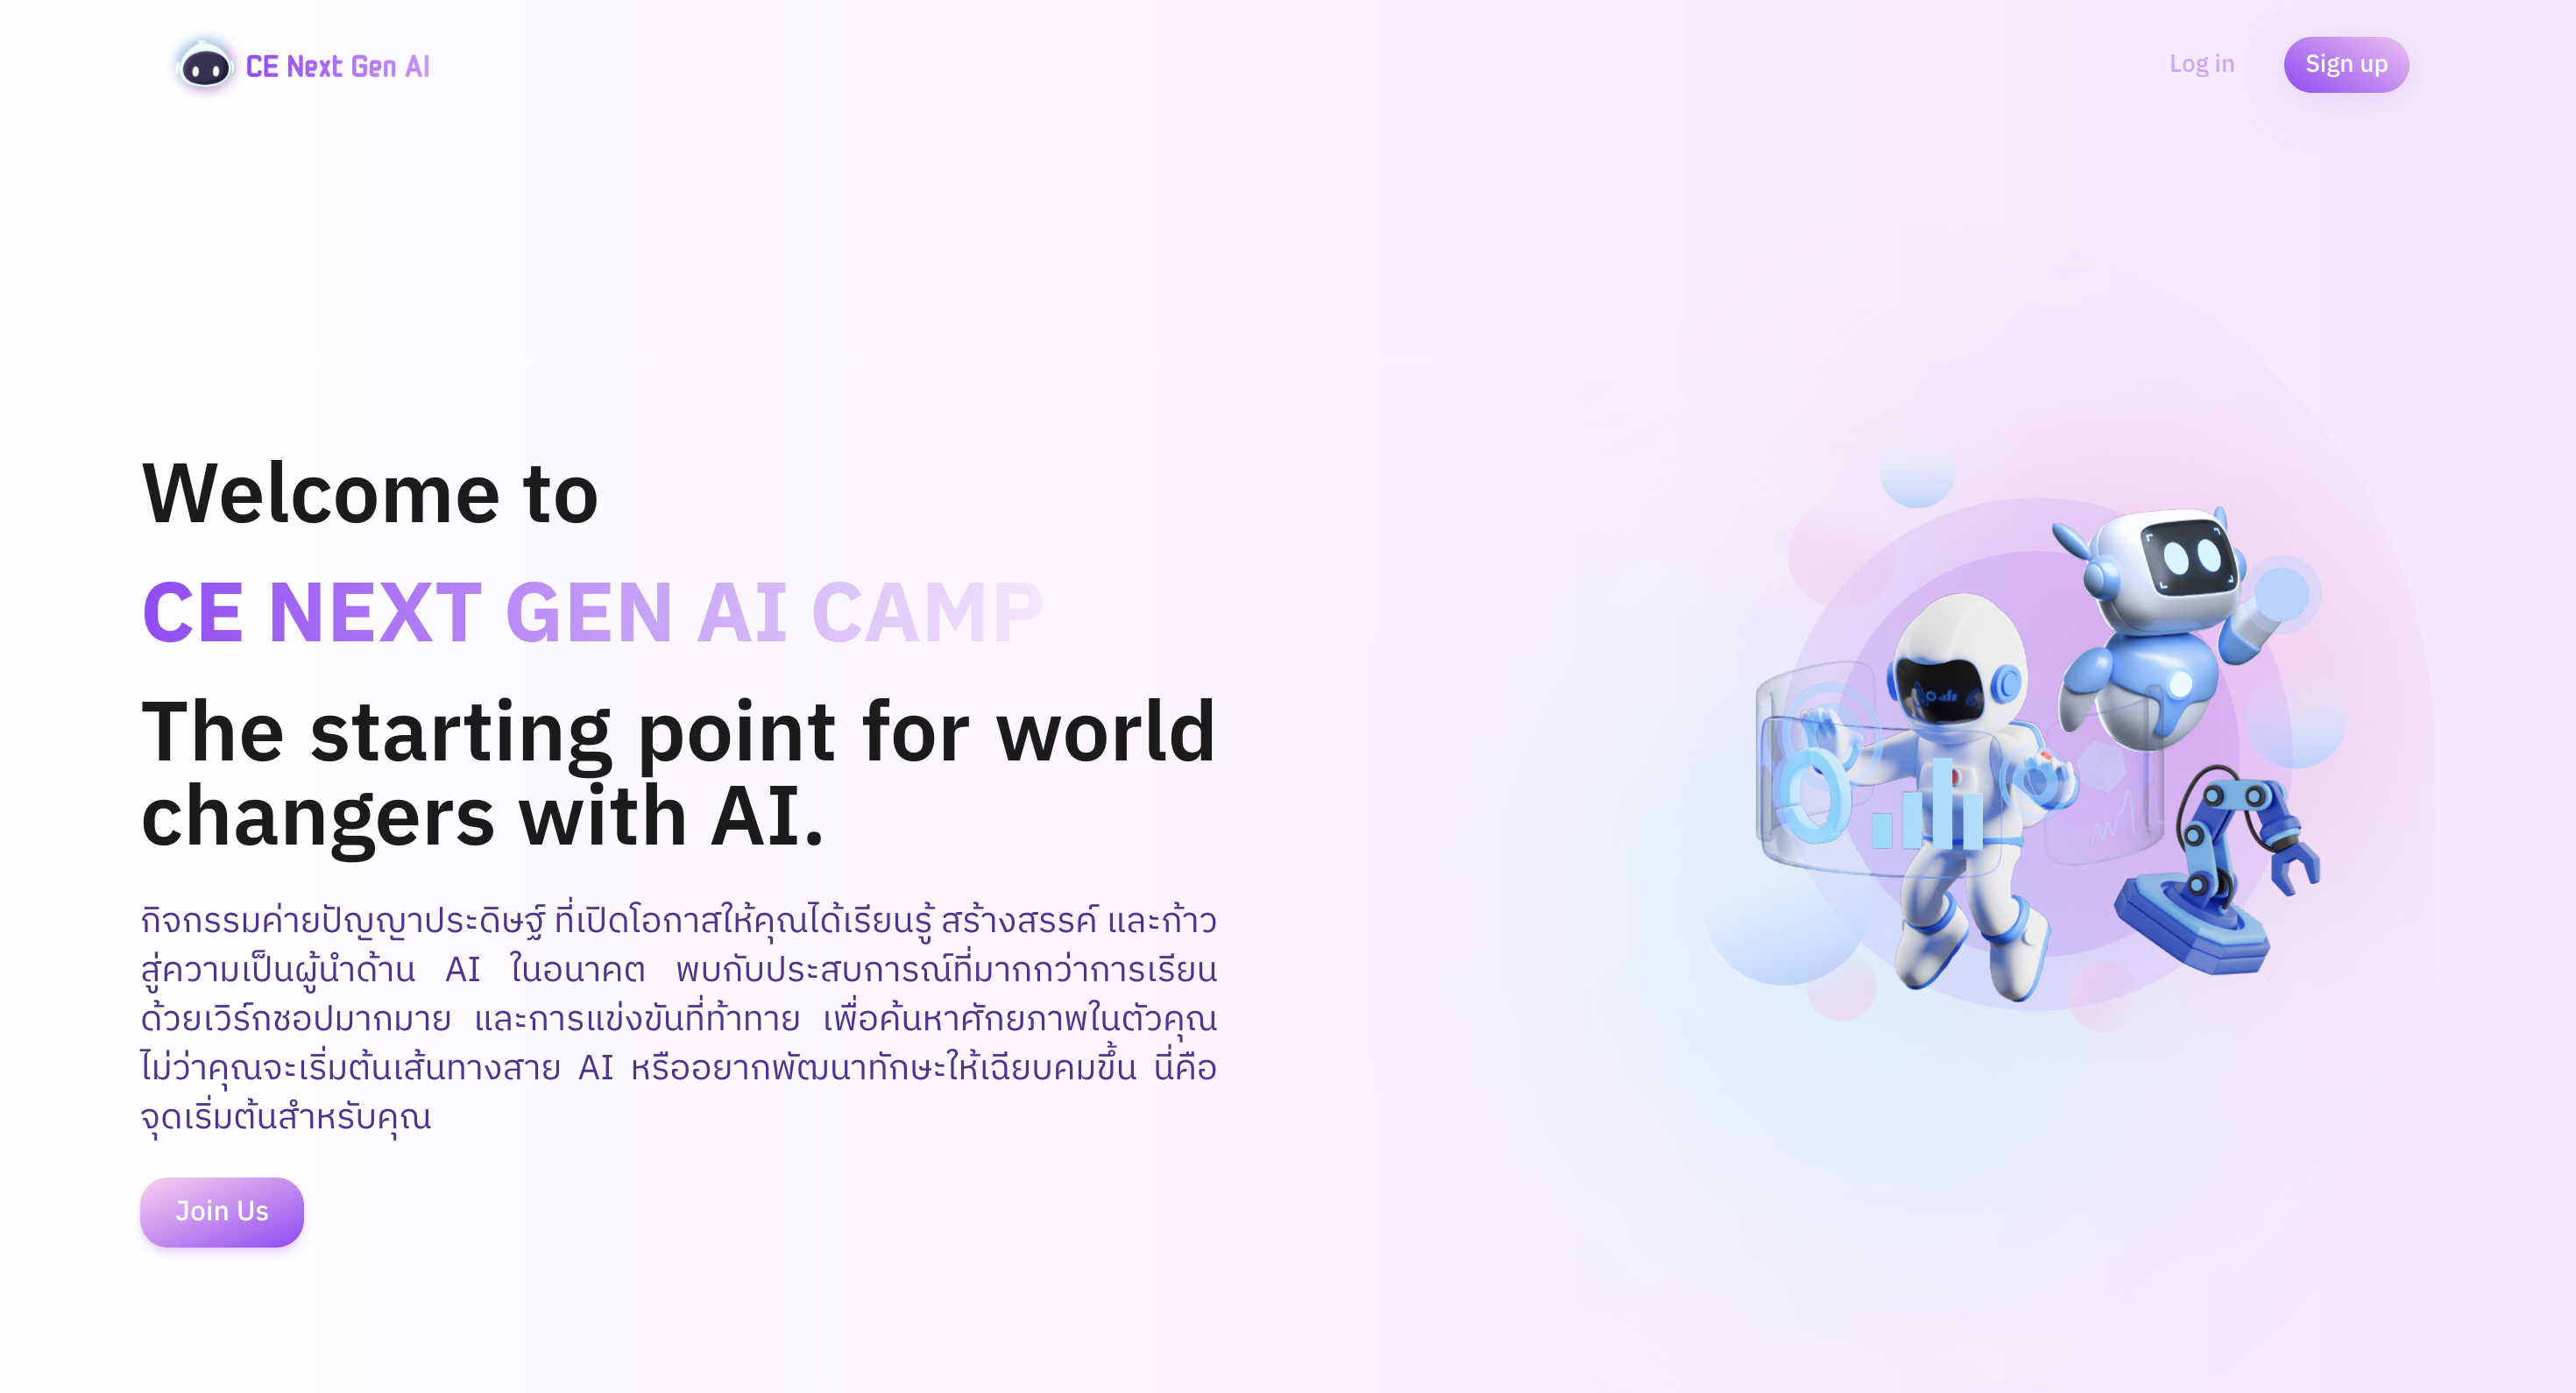 CE Next Gen AI
Log in
Sign up
Welcome to
CE NEXT GEN AI CAMP
The starting point for world
changers with AI.
กิจกรรมค่ายปัญญาประดิษฐ์ ที่เปิดโอกาสให้คุณได้เรียนรู้ สร้างสรรค์ และก้าว
สู่ความเป็นผู้นำด้าน AI ในอนาคต พบกับประสบการณ์ที่มากกว่าการเรียน
ด้วยเวิร์กชอปมากมาย และการแข่งขันที่ท้าทาย เพื่อค้นหาศักยภาพในตัวคุณ
ไม่ว่าคุณจะเริ่มต้นเส้นทางสาย AI หรืออยากพัฒนาทักษะให้เฉียบคมขึ้น นี่คือ
จุดเริ่มต้นสำหรับคุณ
Join Us